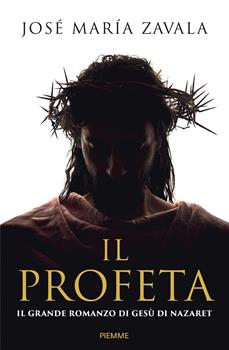 JOSÉ MARÍA ZAVALA
IL
PROFETA
IL GRANDE ROMANZO DI GESÙ DI NAZARET
PIEMME